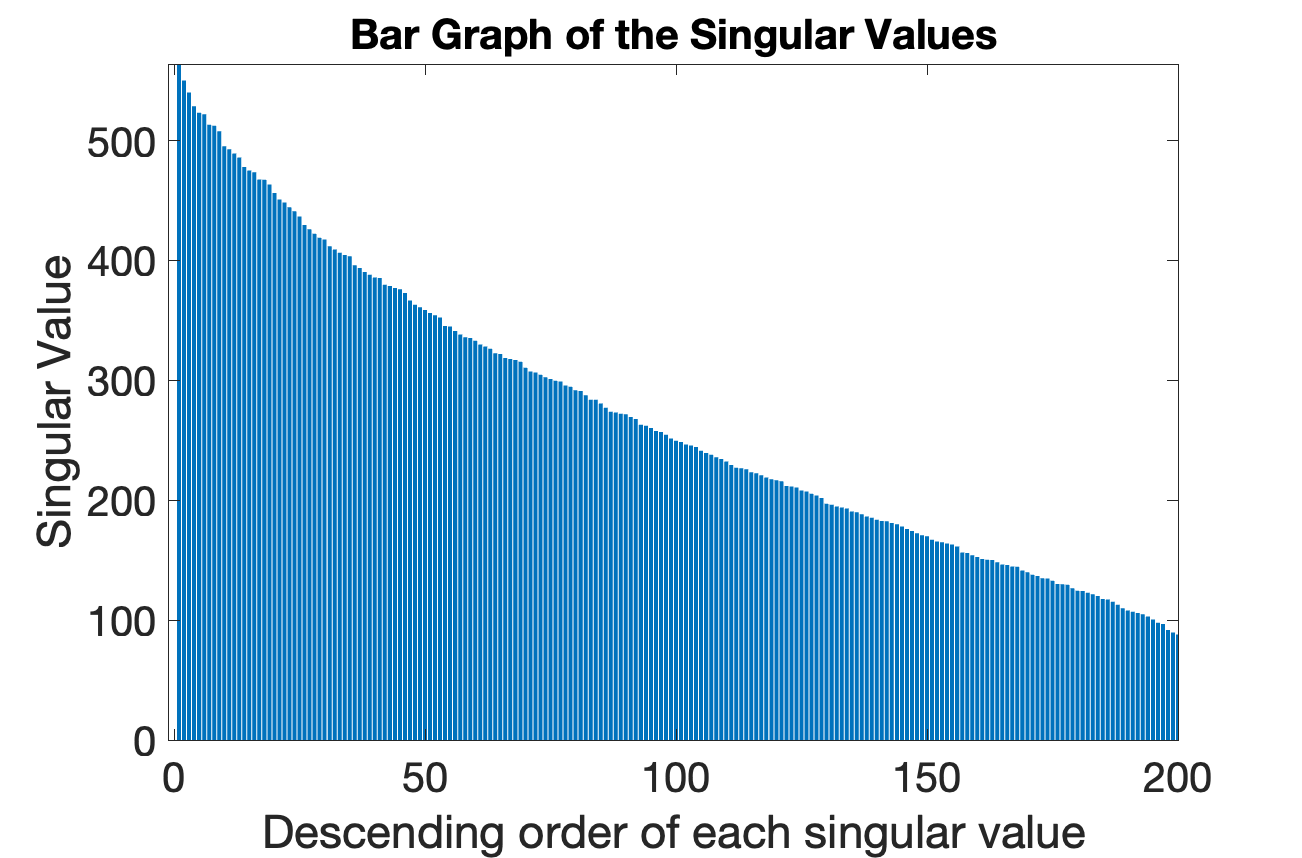 Bar Graph of the Singular Values
500
400
300
200
100
0
Singular Value
0 50 100 150 200
Descending order of each singular value